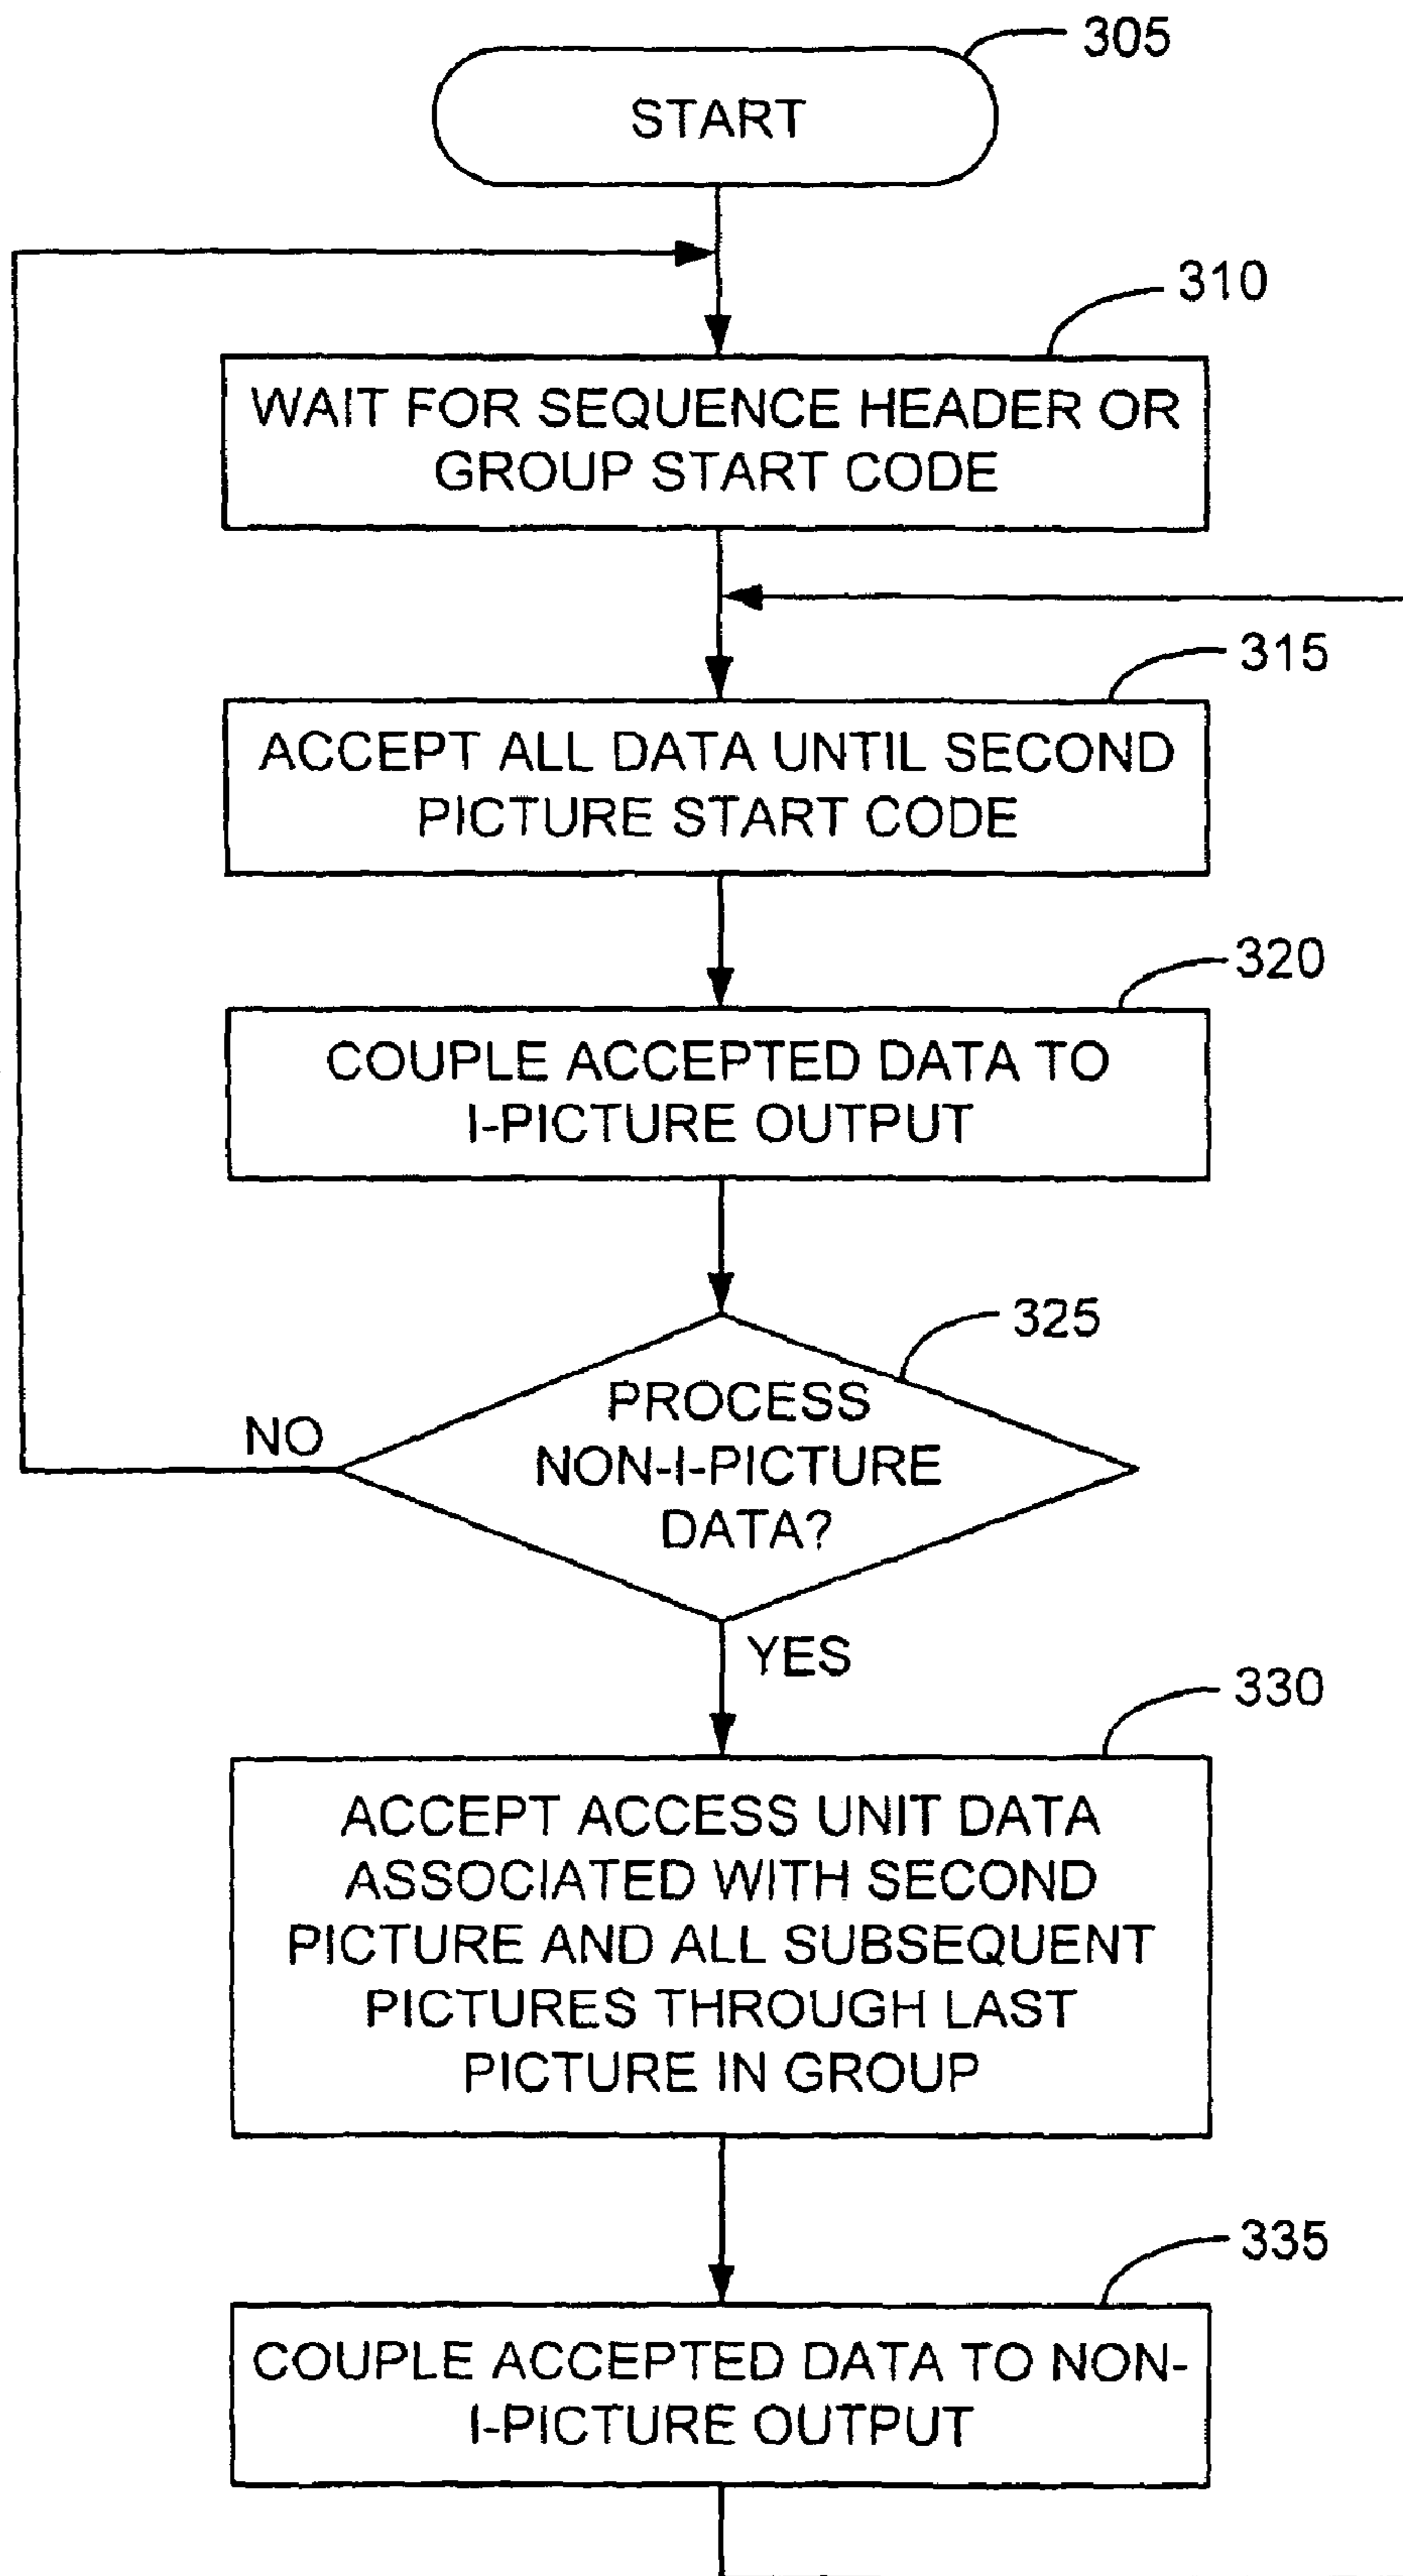 305
START
310
WAIT FOR SEQUENCE HEADER OR
GROUP START CODE
315
ACCEPT ALL DATA UNTIL SECOND
PICTURE START CODE
320
COUPLE ACCEPTED DATA TO
I-PICTURE OUTPUT
325
PROCESS
NON-I-PICTURE
DATA?
NO
YES
330
ACCEPT ACCESS UNIT DATA
ASSOCIATED WITH SECOND
PICTURE AND ALL SUBSEQUENT
PICTURES THROUGH LAST
PICTURE IN GROUP
335
COUPLE ACCEPTED DATA TO NON-
I-PICTURE OUTPUT